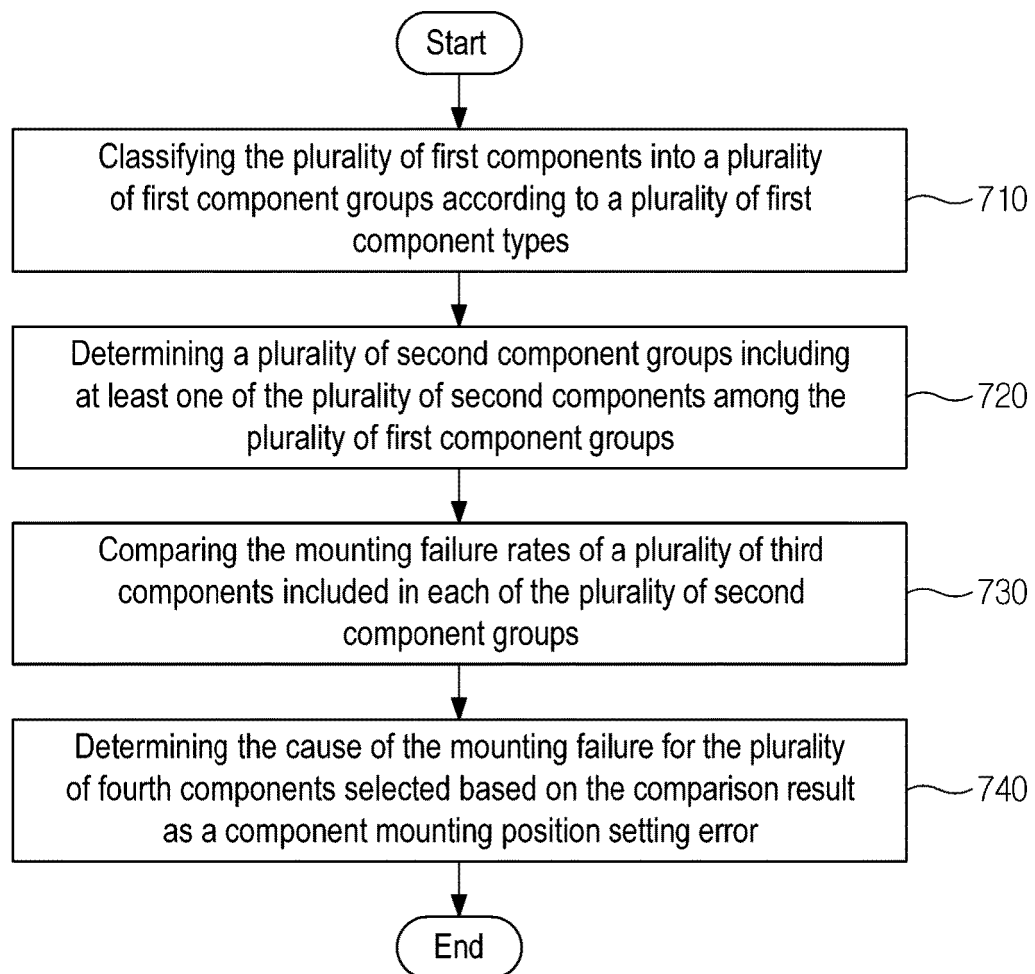 Start
Classifying the plurality of first components into a plurality
of first component groups according to a plurality of first
component types
710
Determining a plurality of second component groups including
at least one of the plurality of second components among the
plurality of first component groups
720
Comparing the mounting failure rates of a plurality of third
components included in each of the plurality of second
component groups
730
Determining the cause of the mounting failure for the plurality
of fourth components selected based on the comparison result
as a component mounting position setting error
740
End